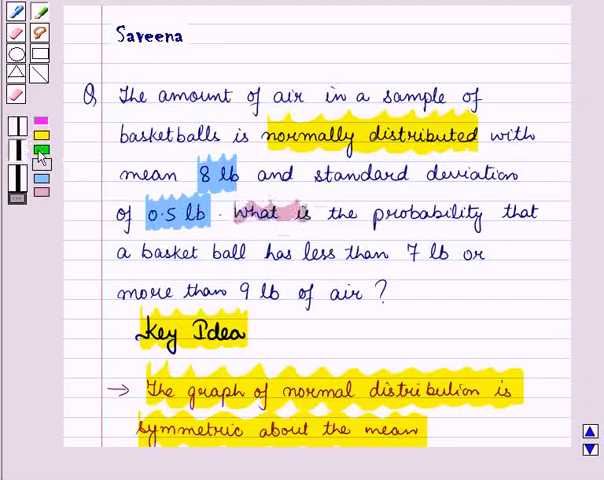 Saveena
Q The amount of air in a sample of
basketballs is normally distributed with
mean 8 lb and standard deviation
of 0.5 lb. What is the probability that
a basket ball has less than 7 lb or
more than 9 lb of air?
Key Idea
→ The graph of normal distribution is
symmetric about the mean